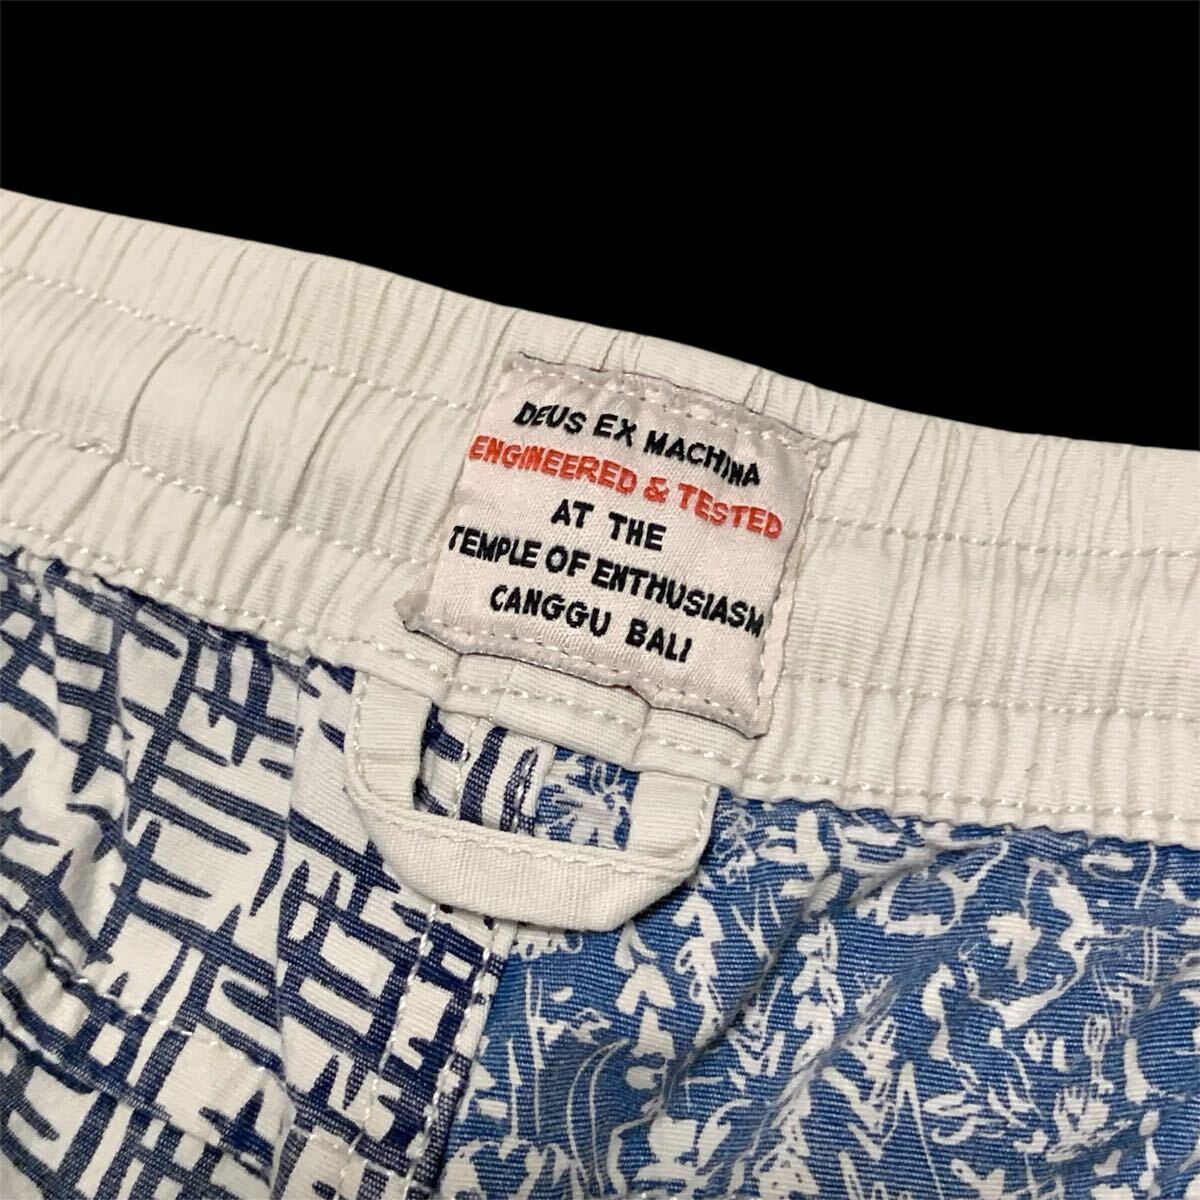 DEUS EX MACHINA
ENGINEERED & TESTED
AT THE
TEMPLE OF ENTHUSIASM
CANGGU BALI